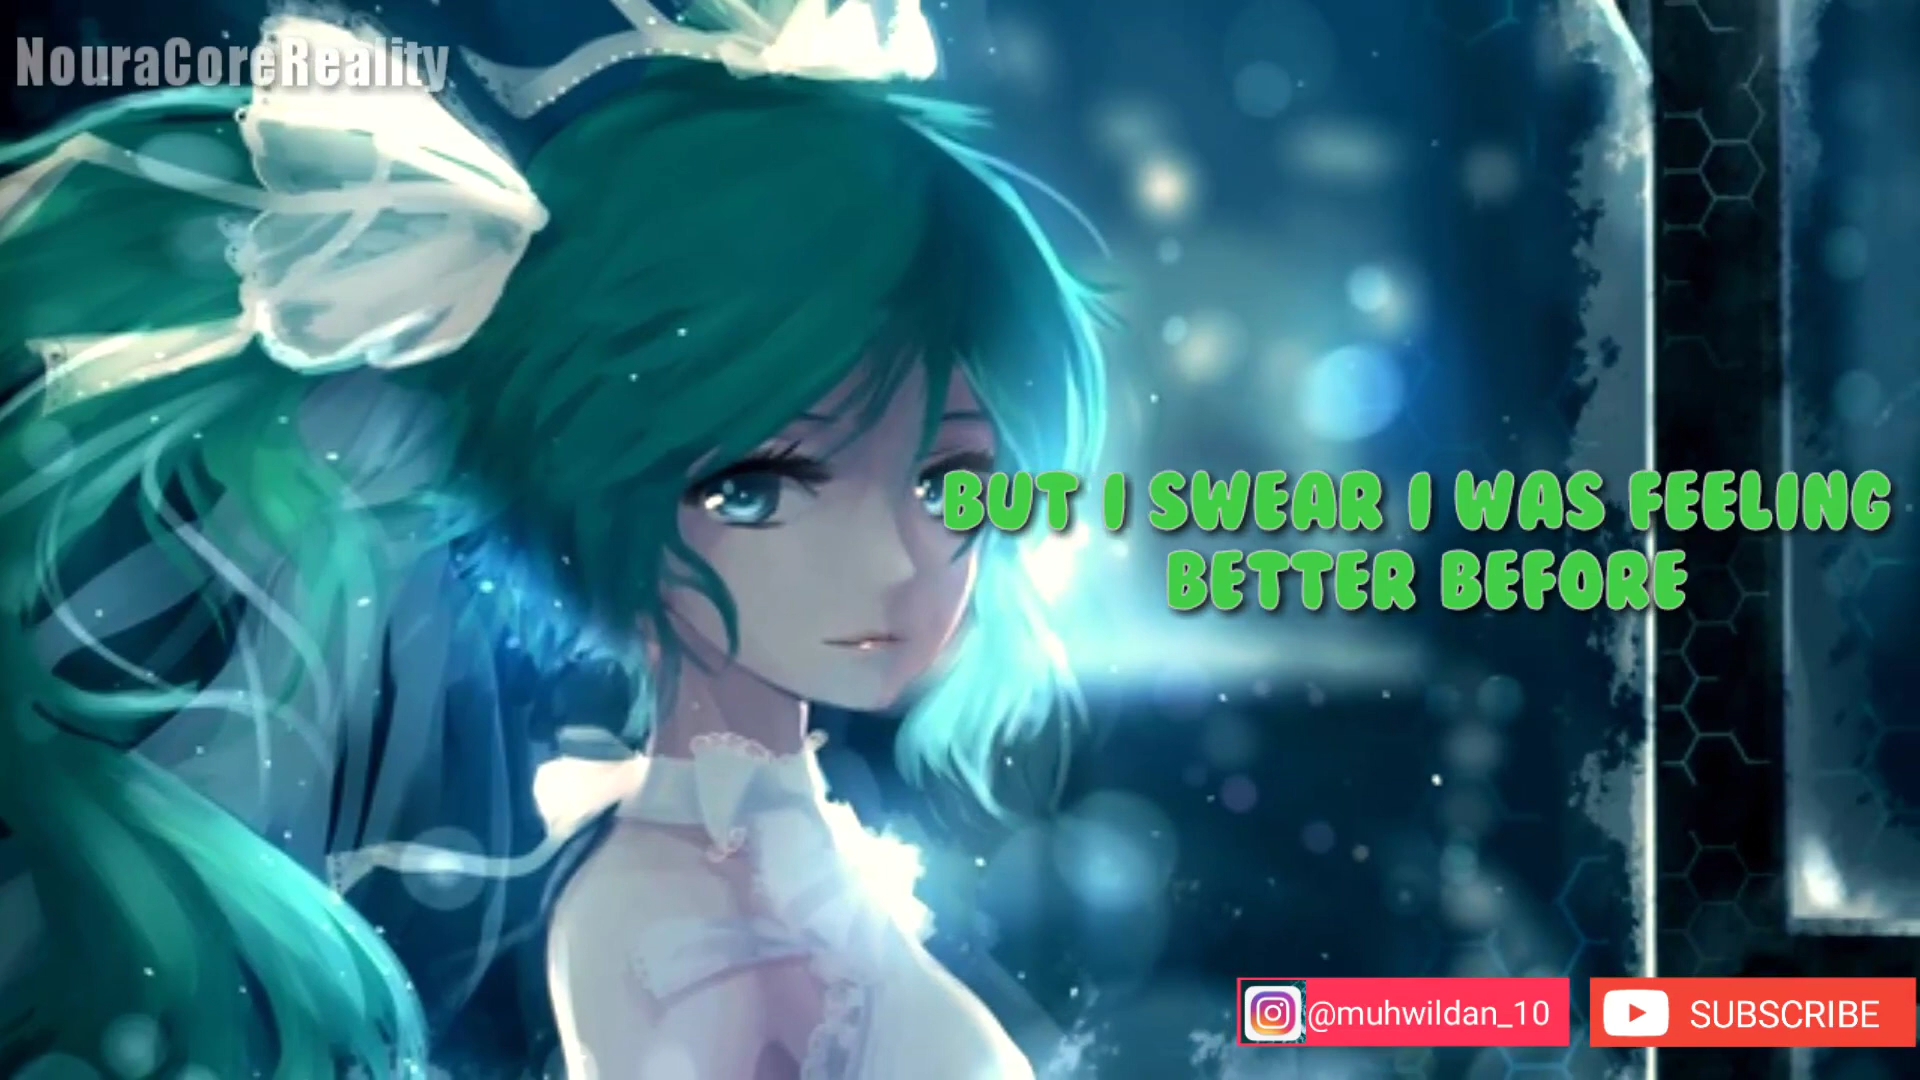 NouraCoreReality
BUT I SWEAR I WAS FEELING
BETTER BEFORE
@muhwildan_10
SUBSCRIBE